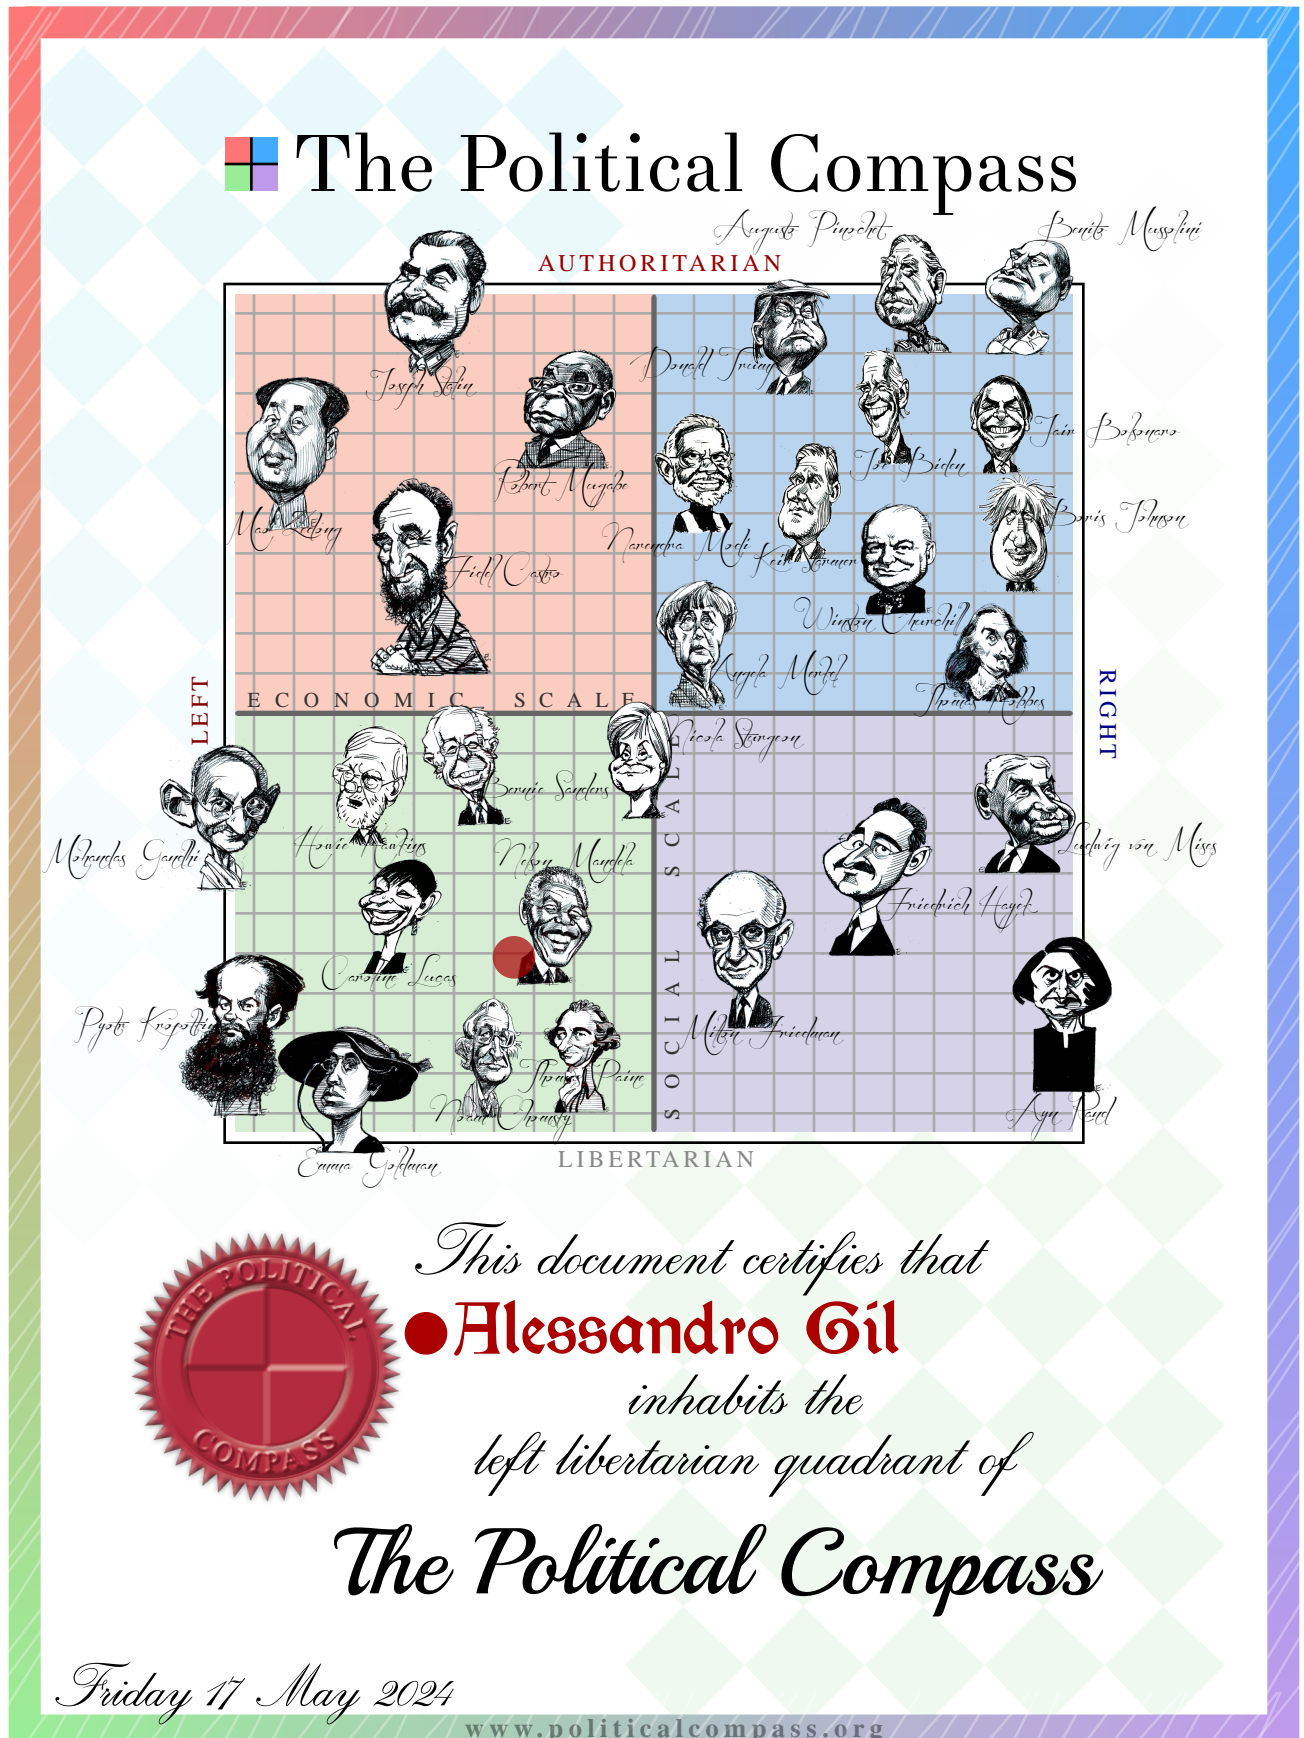 The Political Compass
Augusto Pinochet
Benito Mussolini
AUTHORITARIAN
Donald Trump
Joseph Stalin
Jair Bolsonaro
Joe Biden
Robert Mugabe
Boris Johnson
Mao Zedong
Narendra Modi
Keir Starmer
Fidel Castro
Winston Churchill
Angela Merkel
Thomas Hobbes
ECONOMIC SCALE
LEFT
RIGHT
Nicola Sturgeon
Bernie Sanders
Howie Hawkins
Mohandas Gandhi
Nelson Mandela
Ludwig von Mises
Friedrich Hayek
Caroline Lucas
SOCIAL SCALE
Pyotr Kropotkin
Milton Friedman
Thomas Paine
Noam Chomsky
Ayn Rand
Emma Goldman
LIBERTARIAN
THE POLITICAL
COMPASS
This document certifies that
Alessandro Gil
inhabits the
left libertarian quadrant of
The Political Compass
Friday 17 May 2024
www.politicalcompass.org